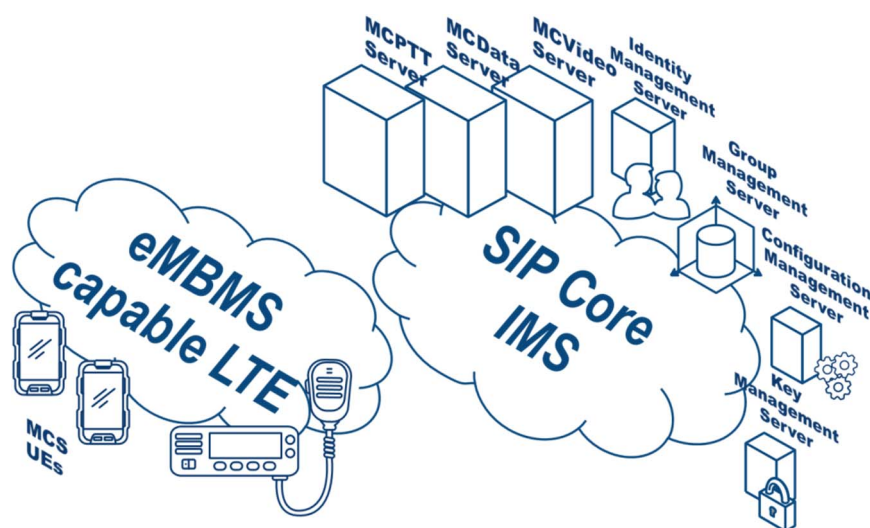 MCPTT
Server
MCData
Server
MCVideo
Server
Identity
Management
Server
Group
Management
Server
Configuration
Management
Server
Key
Management
Server
SIP Core
IMS
eMBMS
capable LTE
MCS
UEs